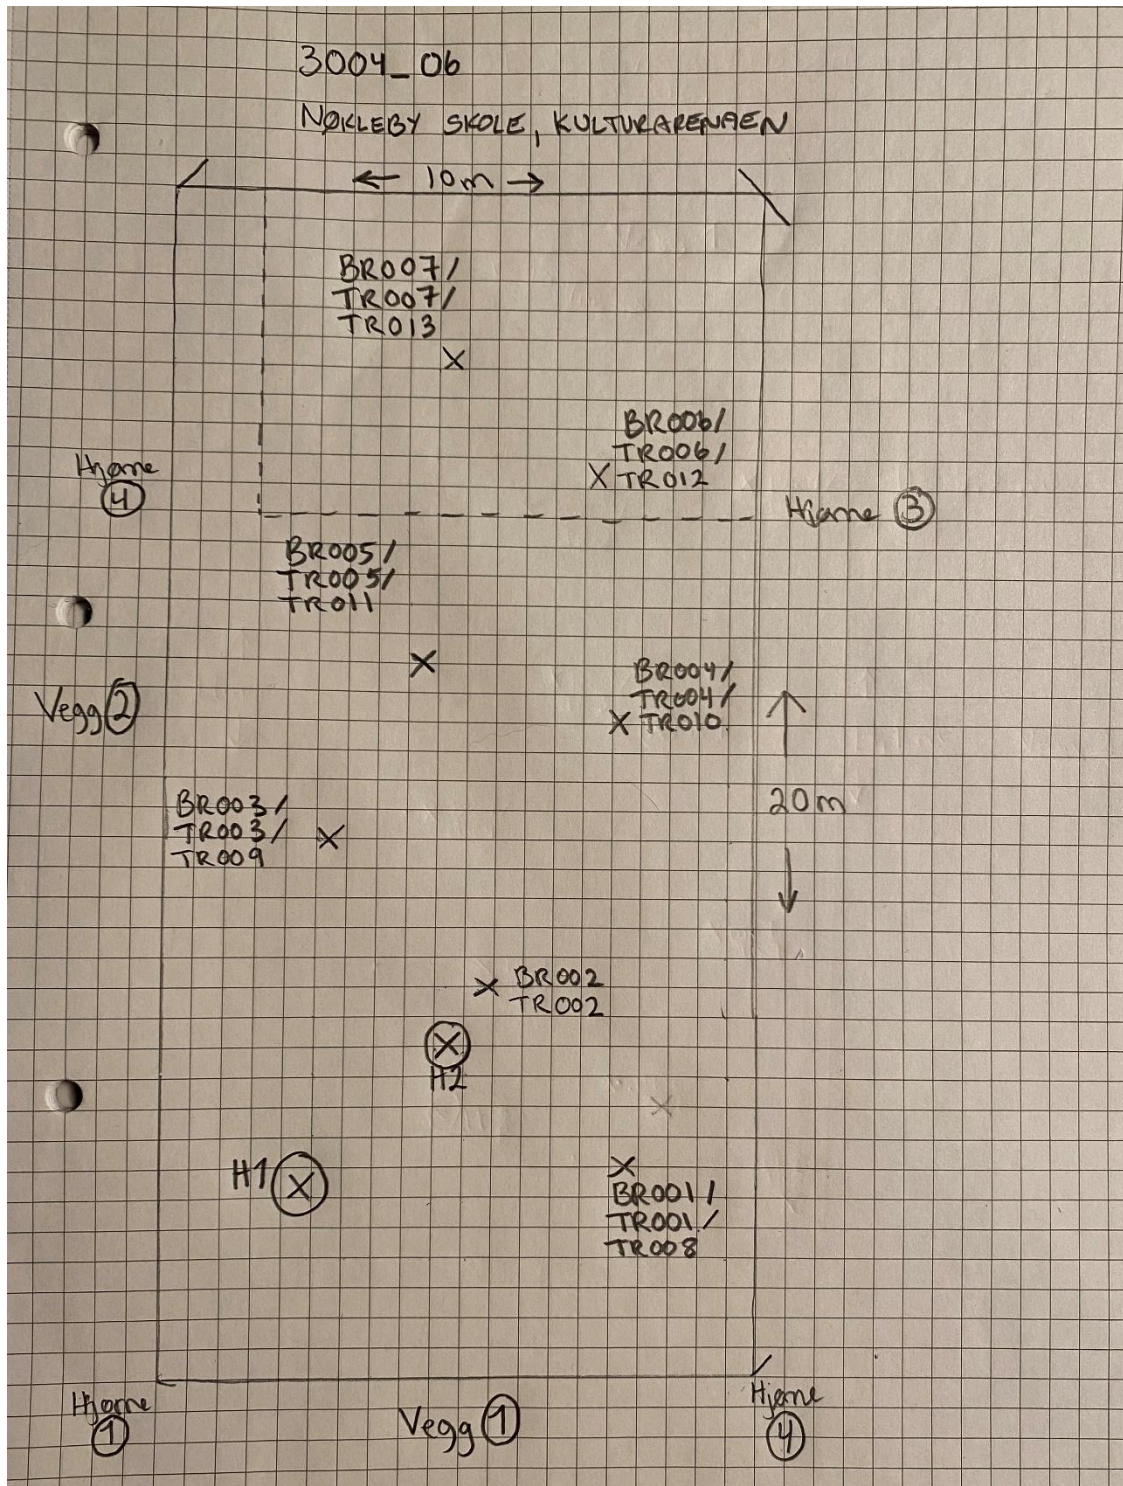 3004_06
NØKLEBY SKOLE, KULTURARENAEN
← 10m →
BR007/
TR007/
TR013
X
BR006/
TR006/
X TR012
Hjørne
4
Hjørne 3
BR005/
TR005/
TR011
X
BR004/
TR004/
X TR010
Vegg 2
20m
BR003/
TR003/ X
TR009
X BR002
TR002
X
H2
X
H1 X
X
BR001/
TR001/
TR008
Hjørne
1
Vegg 1
Hjørne
4